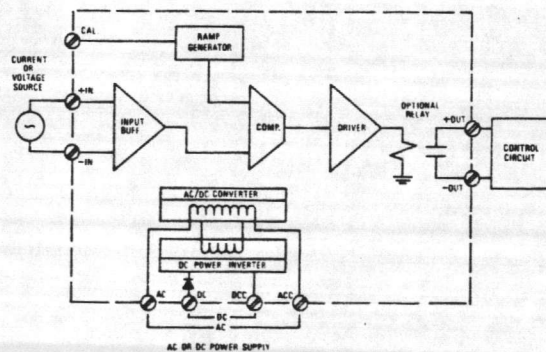 CAL
RAMP
GENERATOR
CURRENT
OR
VOLTAGE
SOURCE
+IN
INPUT
BUFF
COMP.
DRIVER
OPTIONAL
RELAY
+OUT
CONTROL
CIRCUIT
−IN
−OUT
AC/DC CONVERTER
DC POWER INVERTER
AC
DC
DCC
ACC
DC
AC
AC OR DC POWER SUPPLY